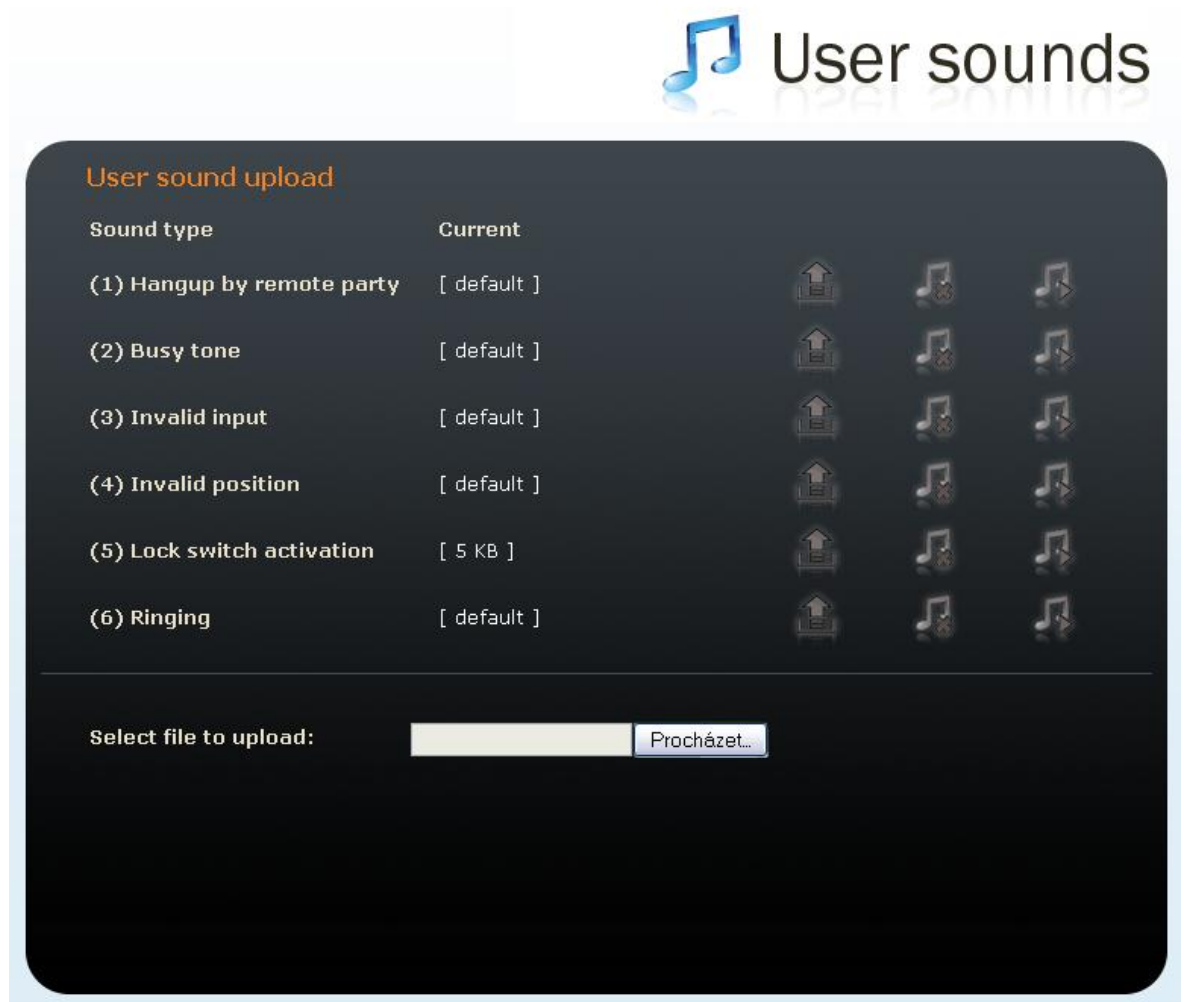 User sounds
User sound upload
Sound type Current
(1) Hangup by remote party [ default ]
(2) Busy tone [ default ]
(3) Invalid input [ default ]
(4) Invalid position [ default ]
(5) Lock switch activation [ 5 KB ]
(6) Ringing [ default ]
Select file to upload: Procházet...